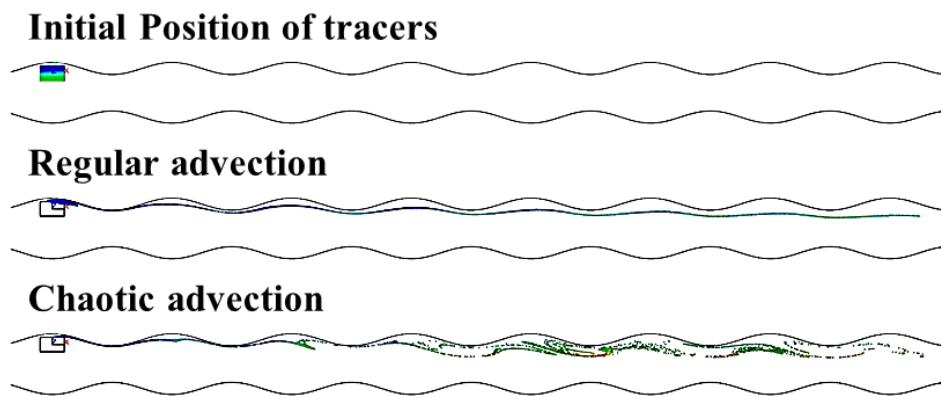 Initial Position of tracers
Regular advection
Chaotic advection